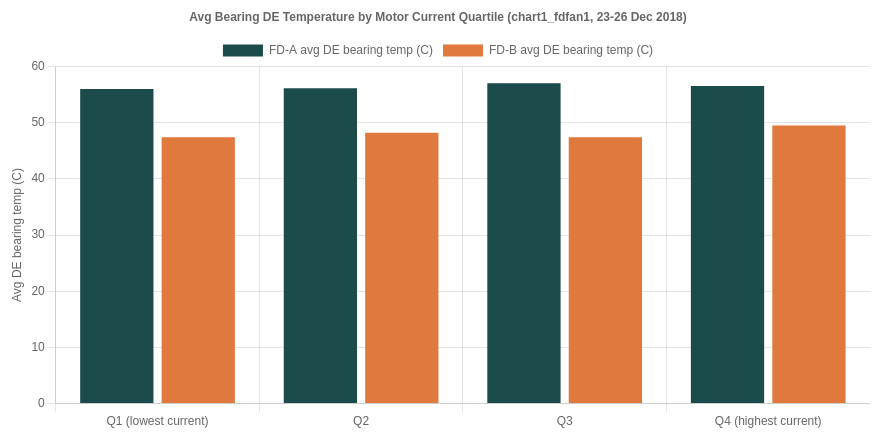 Avg Bearing DE Temperature by Motor Current Quartile (chart1_fdfan1, 23-26 Dec 2018)
FD-A avg DE bearing temp (C) FD-B avg DE bearing temp (C)
Avg DE bearing temp (C)
60
50
40
30
20
10
0
Q1 (lowest current) Q2 Q3 Q4 (highest current)